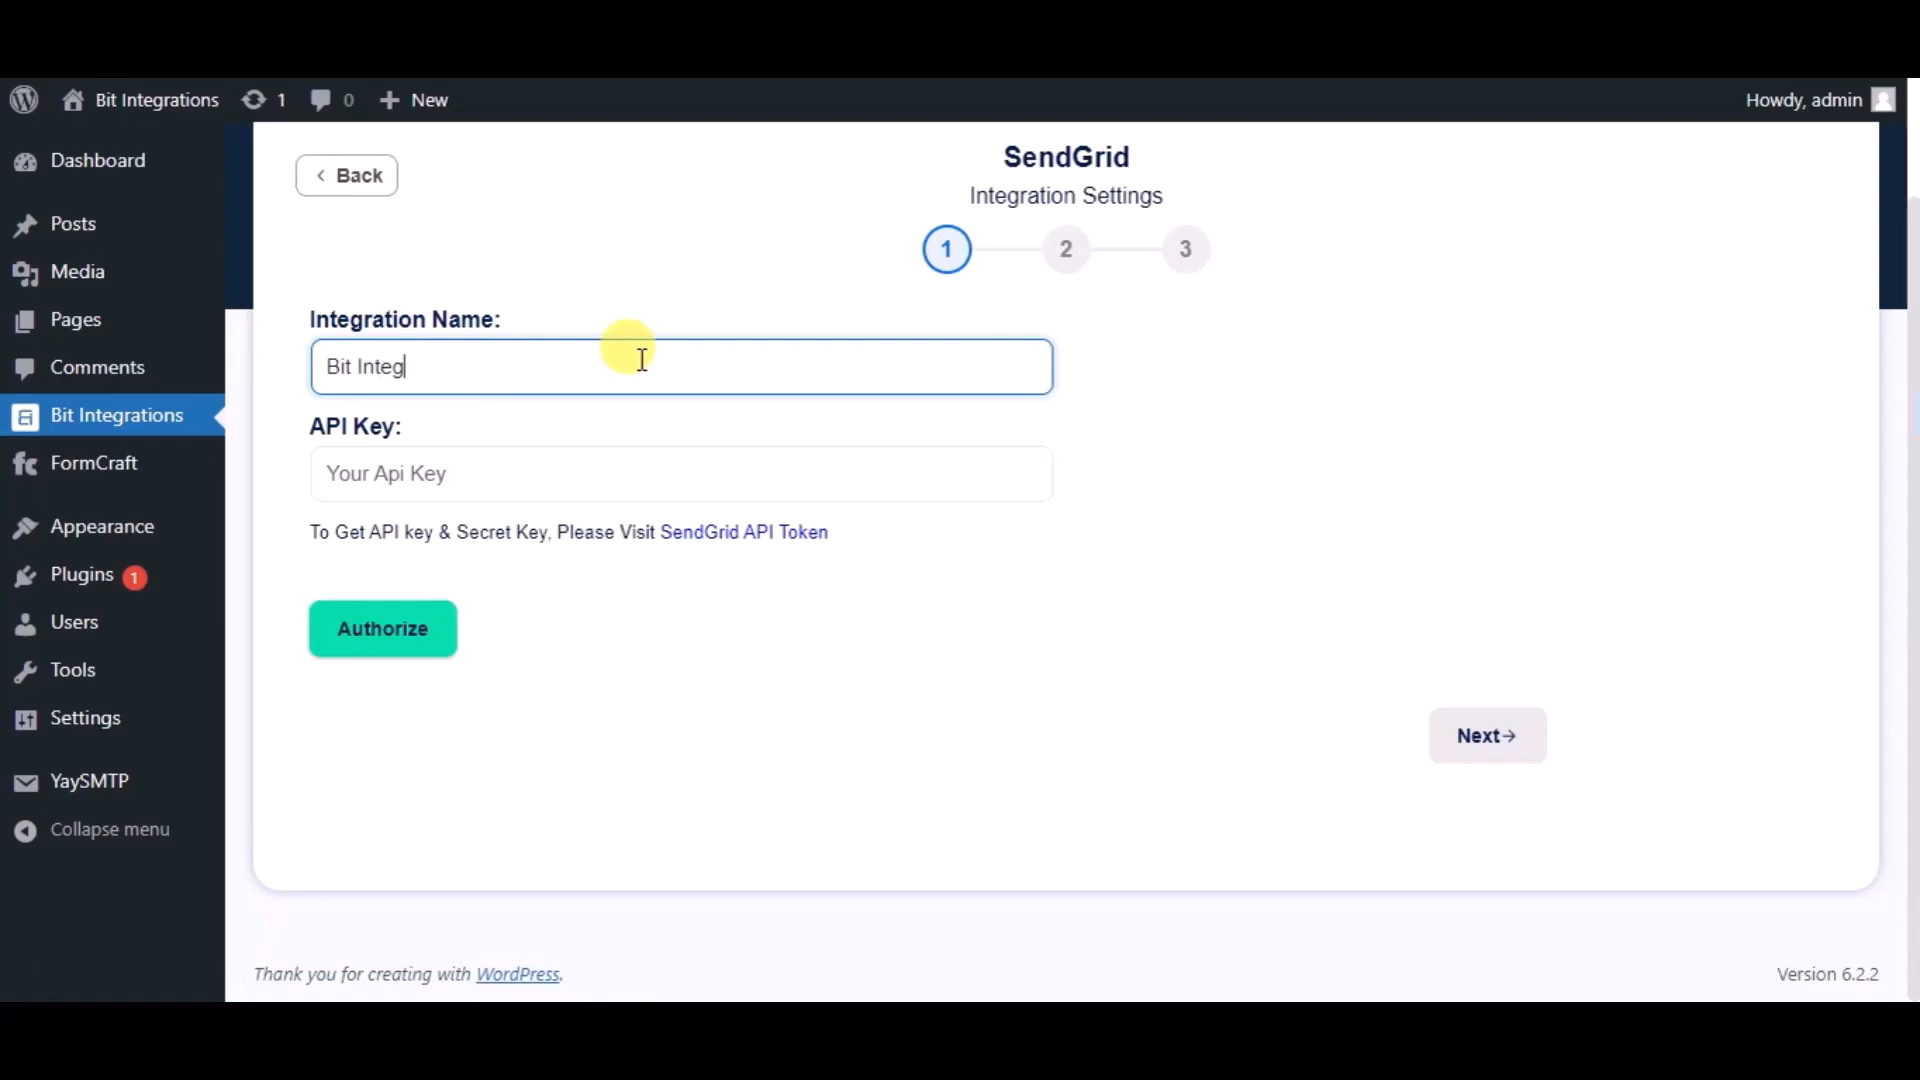 Bit Integrations 1 0 New Howdy, admin
Dashboard
Posts
Media
Pages
Comments
Bit Integrations
FormCraft
Appearance
Plugins 1
Users
Tools
Settings
YaySMTP
Collapse menu
Back
SendGrid
Integration Settings
1 2 3
Integration Name:
Bit Integ
API Key:
Your Api Key
To Get API key & Secret Key, Please Visit SendGrid API Token
Authorize
Next
Thank you for creating with WordPress.
Version 6.2.2